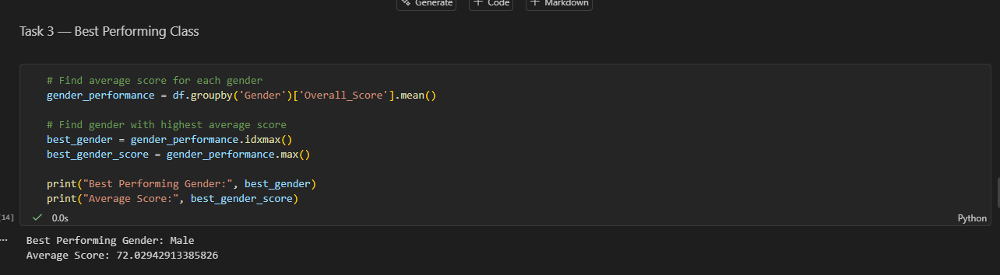 Generate + Code + Markdown
Task 3 — Best Performing Class
# Find average score for each gender
gender_performance = df.groupby('Gender')['Overall_Score'].mean()
# Find gender with highest average score
best_gender = gender_performance.idxmax()
best_gender_score = gender_performance.max()
print("Best Performing Gender:", best_gender)
print("Average Score:", best_gender_score)
[14] ✓ 0.0s Python
... Best Performing Gender: Male
Average Score: 72.02942913385826